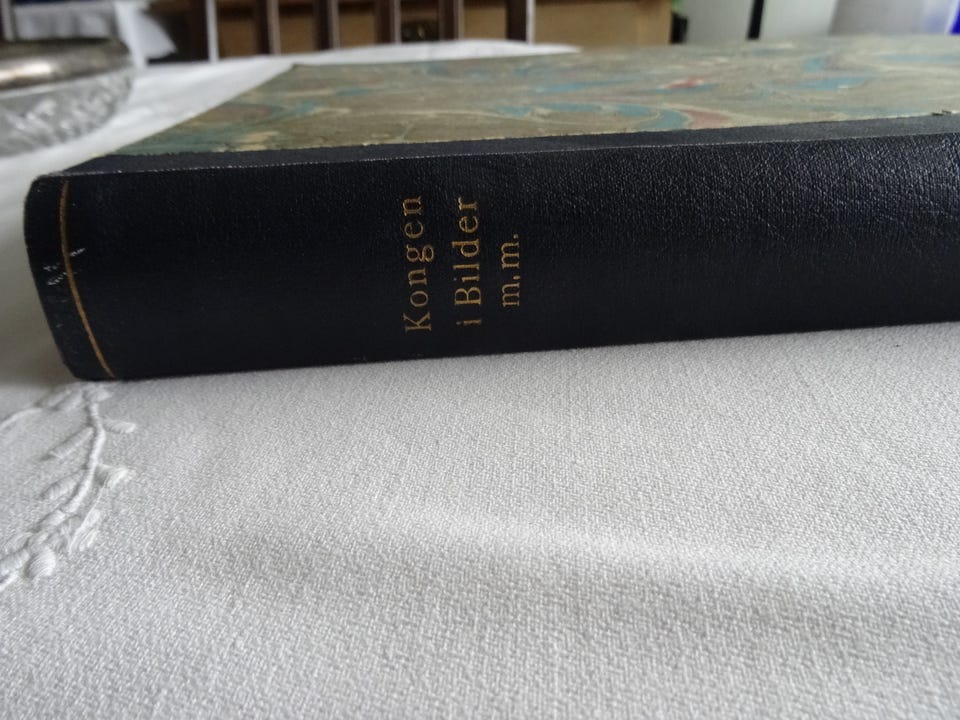 Kongen
i Bilder
m.m.